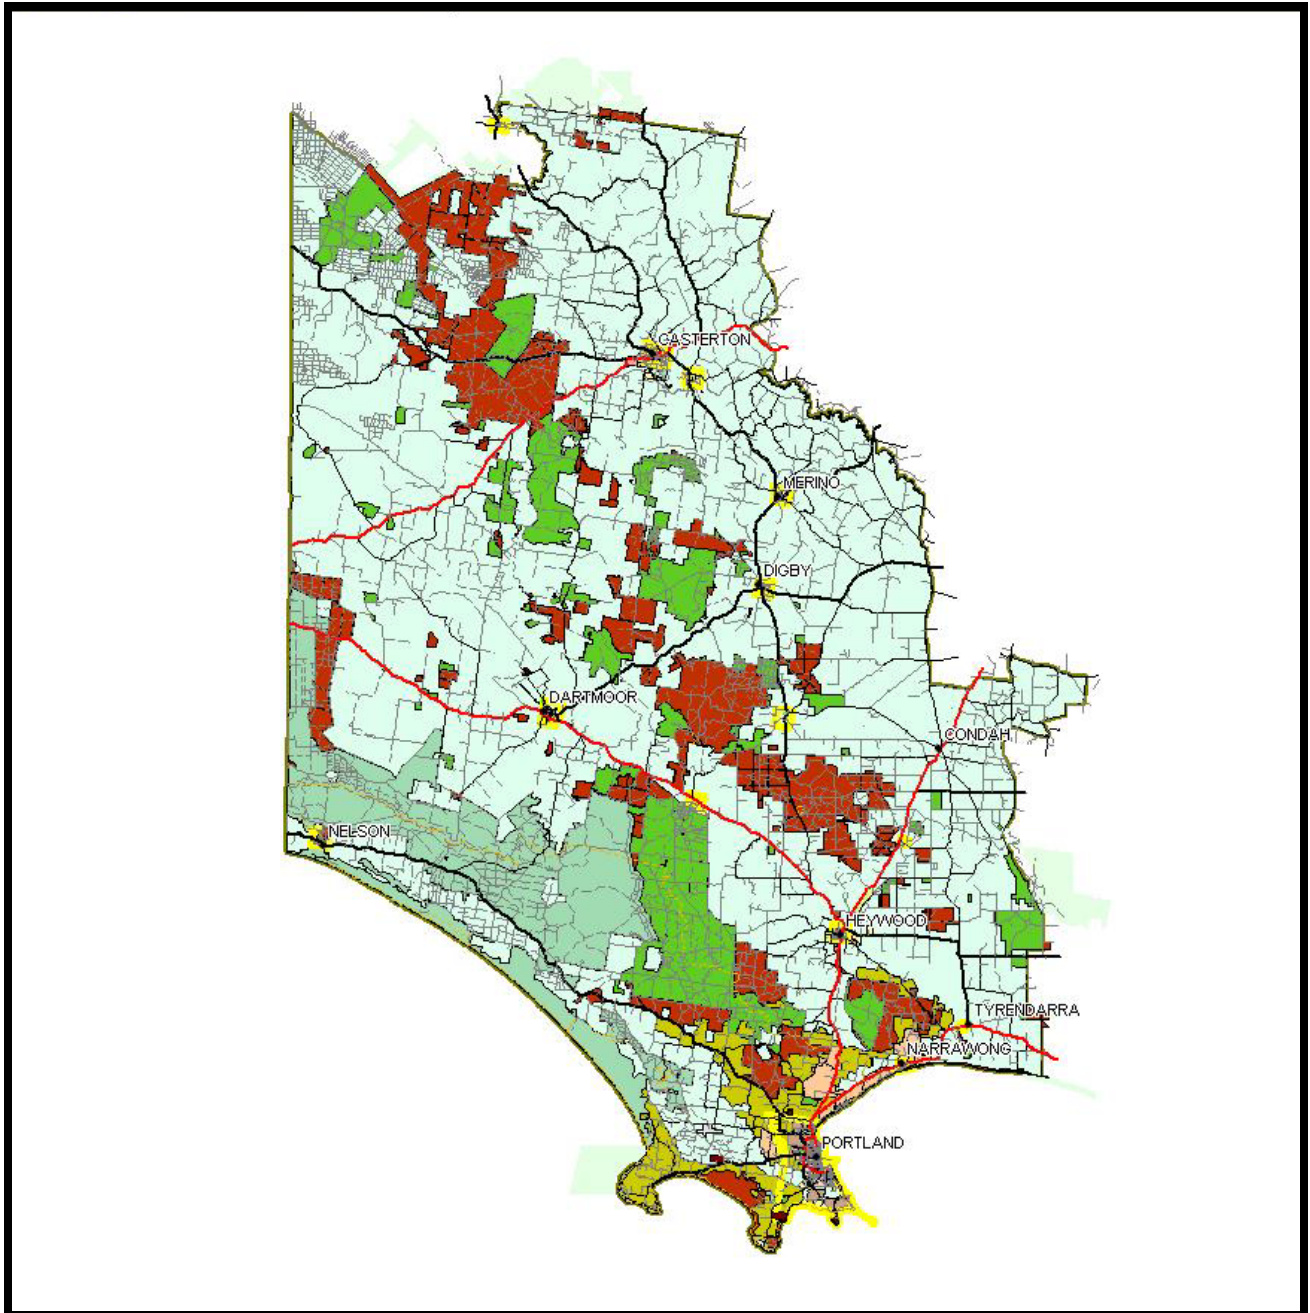 CASTERTON
MERINO
DIGBY
DARTMOOR
CONDAH
NELSON
HEYWOOD
TYRENDARRA
NARRAWONG
PORTLAND